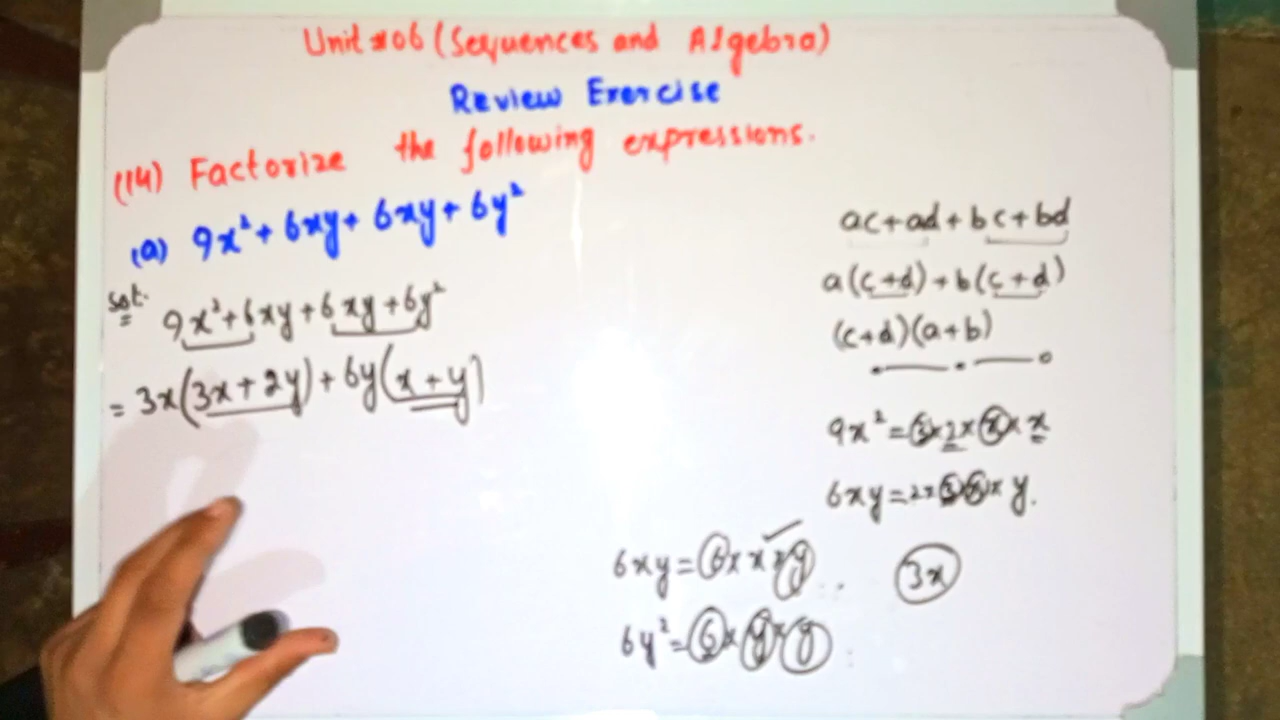 Unit #06 (Sequences and Algebra)
Review Exercise
(14) Factorize the following expressions.
(a) 9x² + 6xy + 6xy + 6y²
Sol:
9x² + 6xy + 6xy + 6y²
= 3x(3x + 2y) + 6y(x + y)
ac + ad + bc + bd
a(c+d) + b(c+d)
(c+d)(a+b)
9x² = 3 × 2 × x × x
6xy = 2 × 3 × x × y.
6xy = 6 × x × y
6y² = 6 × y × y
3x